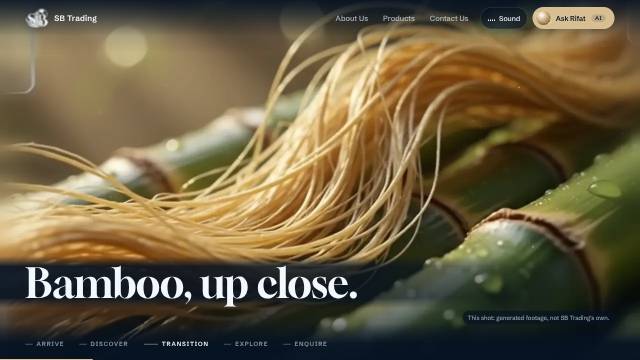 SB Trading
About Us
Products
Contact Us
Sound
Ask Rifat AI
Bamboo, up close.
This shot: generated footage, not SB Trading's own.
ARRIVE
DISCOVER
TRANSITION
EXPLORE
ENQUIRE